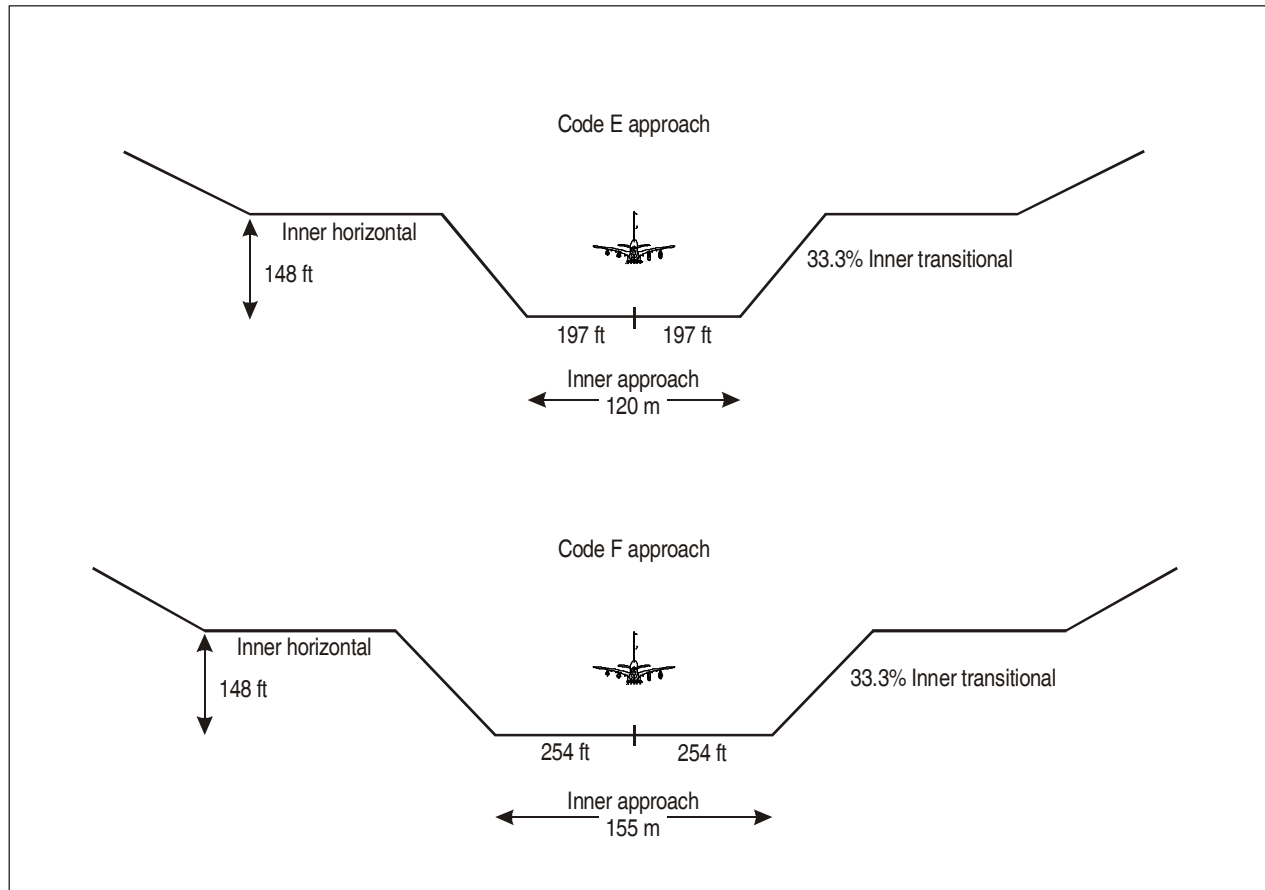 Code E approach
Inner horizontal
148 ft
33.3% Inner transitional
197 ft
197 ft
Inner approach
120 m
Code F approach
Inner horizontal
148 ft
33.3% Inner transitional
254 ft
254 ft
Inner approach
155 m